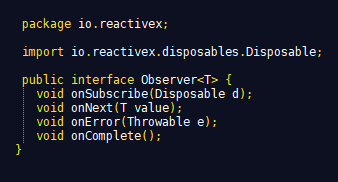 package io.reactivex;
import io.reactivex.disposables.Disposable;
public interface Observer<T> {
void onSubscribe(Disposable d);
void onNext(T value);
void onError(Throwable e);
void onComplete();
}